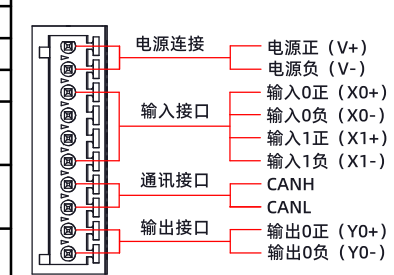 电源连接
电源正（V+）
电源负（V-）
输入接口
输入0正（X0+）
输入0负（X0-）
输入1正（X1+）
输入1负（X1-）
通讯接口
CANH
CANL
输出接口
输出0正（Y0+）
输出0负（Y0-）